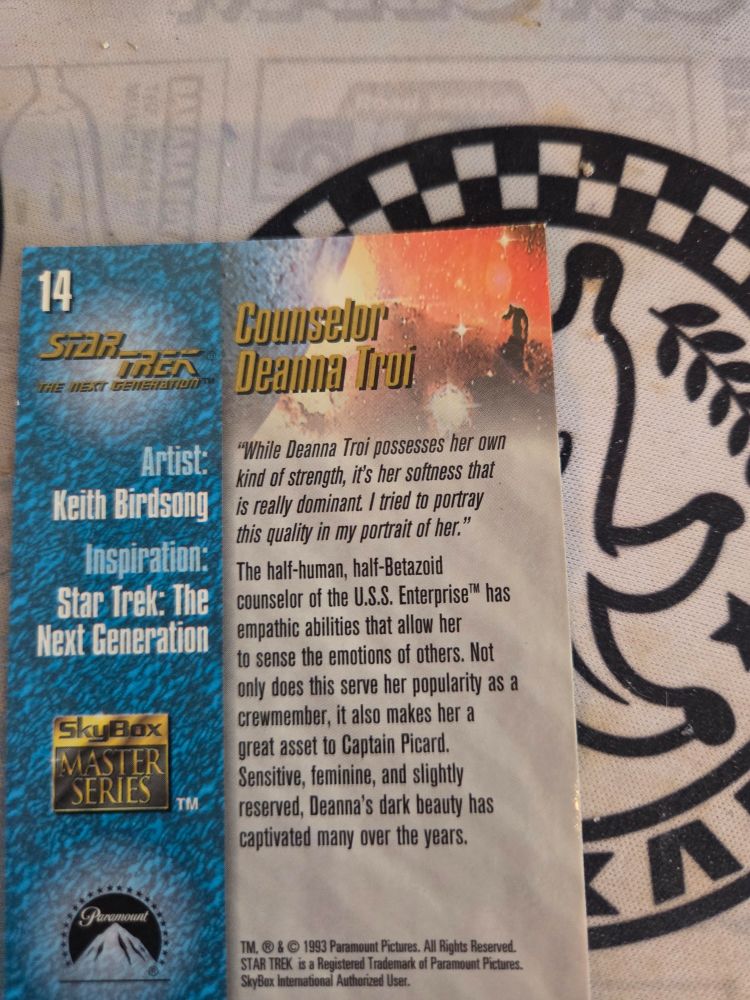 14
STAR TREK®
THE NEXT GENERATION™
Artist:
Keith Birdsong
Inspiration:
Star Trek: The
Next Generation
SkyBox
MASTER
SERIES™
Paramount
®
Counselor
Deanna Troi
“While Deanna Troi possesses her own
kind of strength, it's her softness that
is really dominant. I tried to portray
this quality in my portrait of her.”
The half-human, half-Betazoid
counselor of the U.S.S. Enterprise™ has
empathic abilities that allow her
to sense the emotions of others. Not
only does this serve her popularity as a
crewmember, it also makes her a
great asset to Captain Picard.
Sensitive, feminine, and slightly
reserved, Deanna's dark beauty has
captivated many over the years.
TM, ® & © 1993 Paramount Pictures. All Rights Reserved.
STAR TREK is a Registered Trademark of Paramount Pictures.
SkyBox International Authorized User.